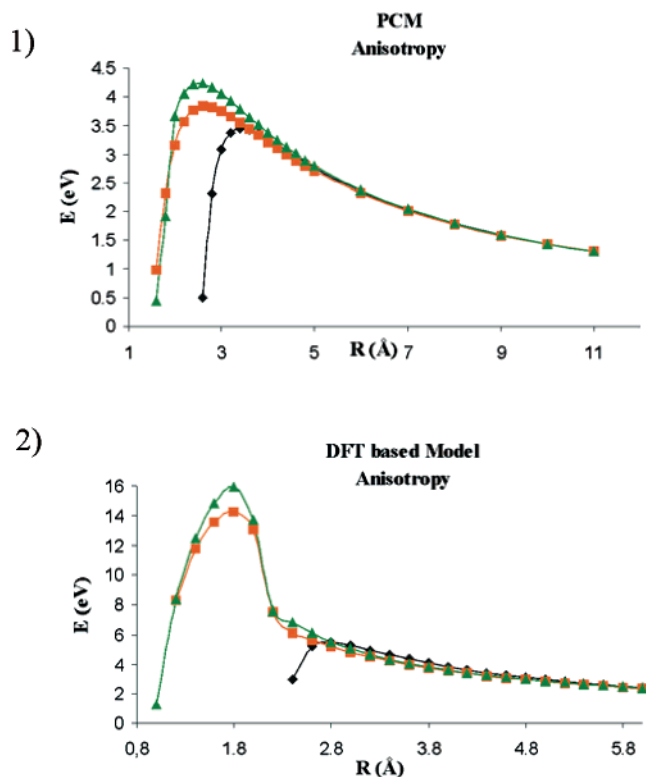 1)
PCM
Anisotropy
4.5
4
3.5
3
2.5
2
1.5
1
0.5
0
E (eV)
1 3 5 7 9 11
R (Å)
2)
DFT based Model
Anisotropy
16
14
12
10
8
6
4
2
0
E (eV)
0,8 1.8 2.8 3.8 4.8 5.8
R (Å)